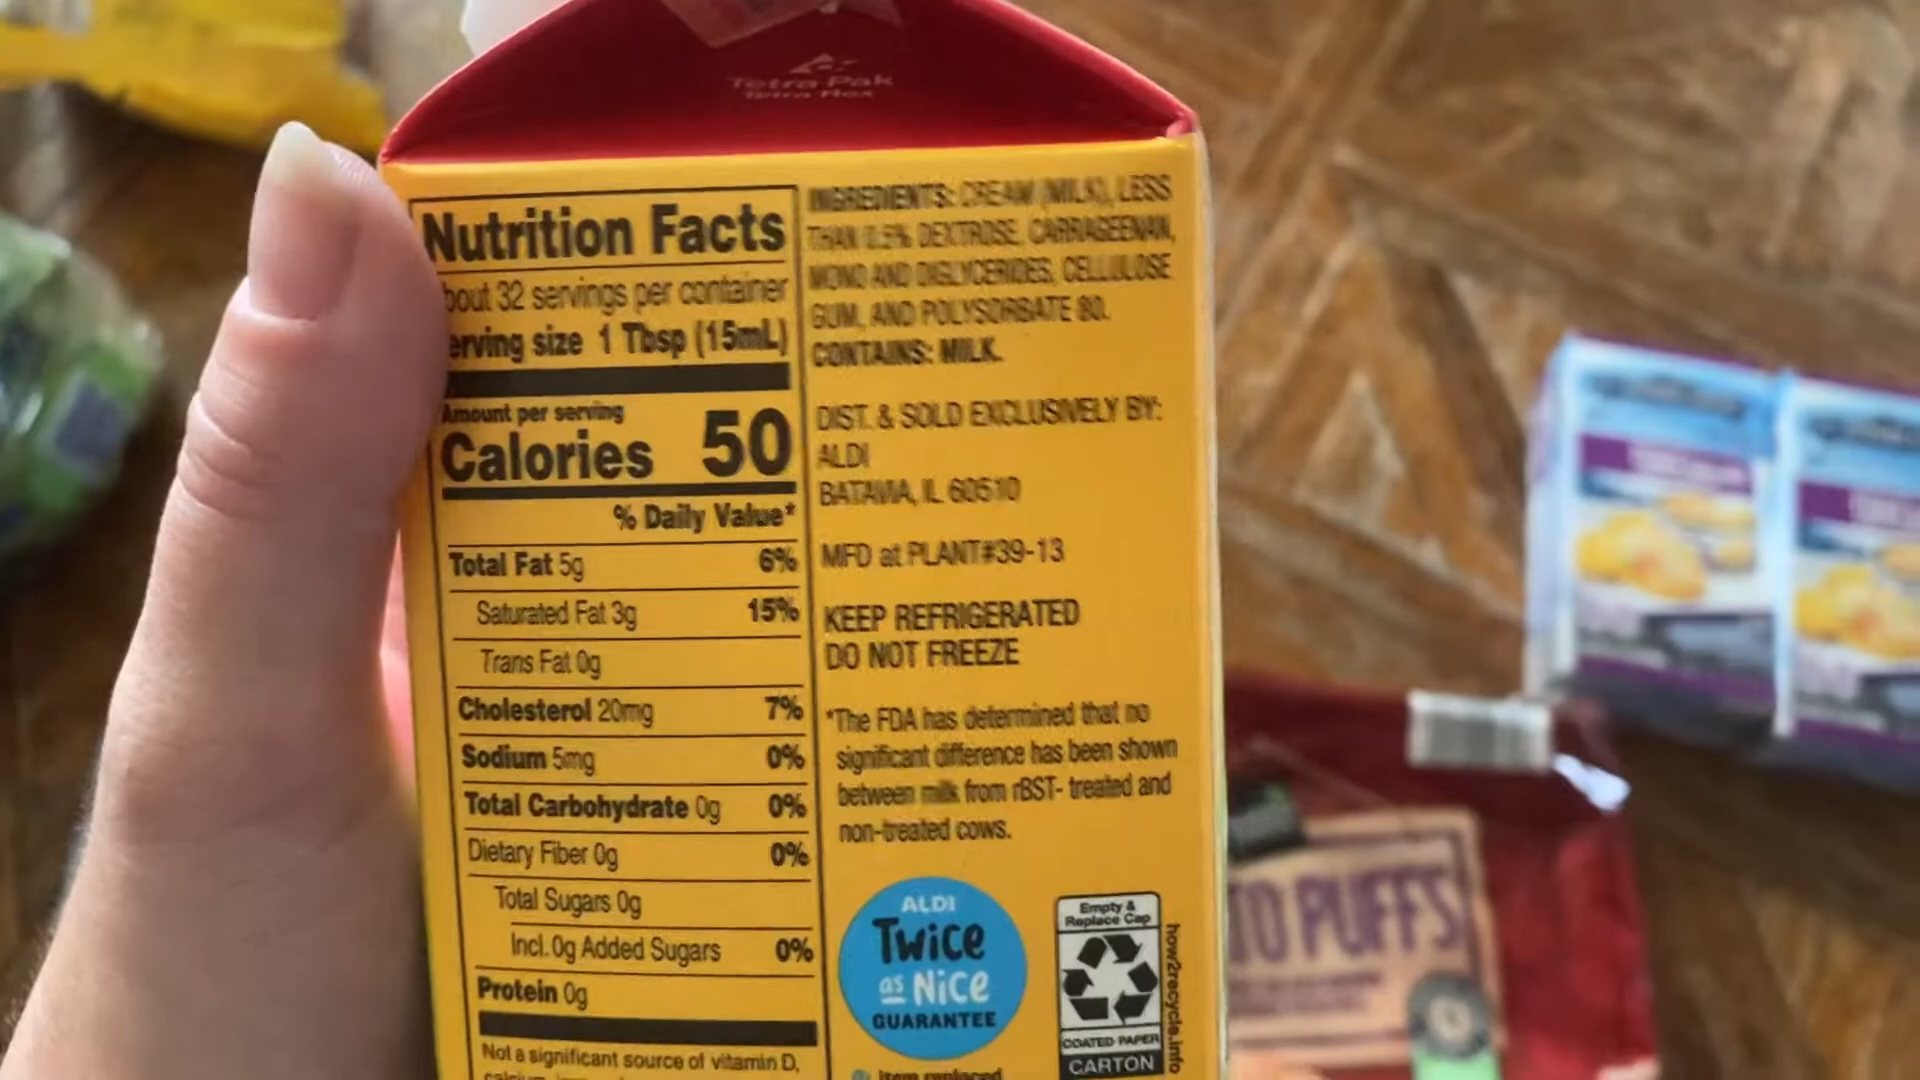 Tetra Pak
Tetra Rex
Nutrition Facts
bout 32 servings per container
erving size 1 Tbsp (15mL)
Amount per serving
Calories 50
% Daily Value*
Total Fat 5g 6%
Saturated Fat 3g 15%
Trans Fat 0g
Cholesterol 20mg 7%
Sodium 5mg 0%
Total Carbohydrate 0g 0%
Dietary Fiber 0g 0%
Total Sugars 0g
Incl. 0g Added Sugars 0%
Protein 0g
Not a significant source of vitamin D,
INGREDIENTS: CREAM (MILK), LESS
THAN 0.5% DEXTROSE, CARRAGEENAN,
MONO AND DIGLYCERIDES, CELLULOSE
GUM, AND POLYSORBATE 80.
CONTAINS: MILK.
DIST. & SOLD EXCLUSIVELY BY:
ALDI
BATAVIA, IL 60510
MFD at PLANT#39-13
KEEP REFRIGERATED
DO NOT FREEZE
*The FDA has determined that no
significant difference has been shown
between milk from rBST- treated and
non-treated cows.
ALDI
Twice
as Nice
GUARANTEE
Item replaced
Empty &
Replace Cap
COATED PAPER
CARTON
how2recycle.info
TO PUFFS